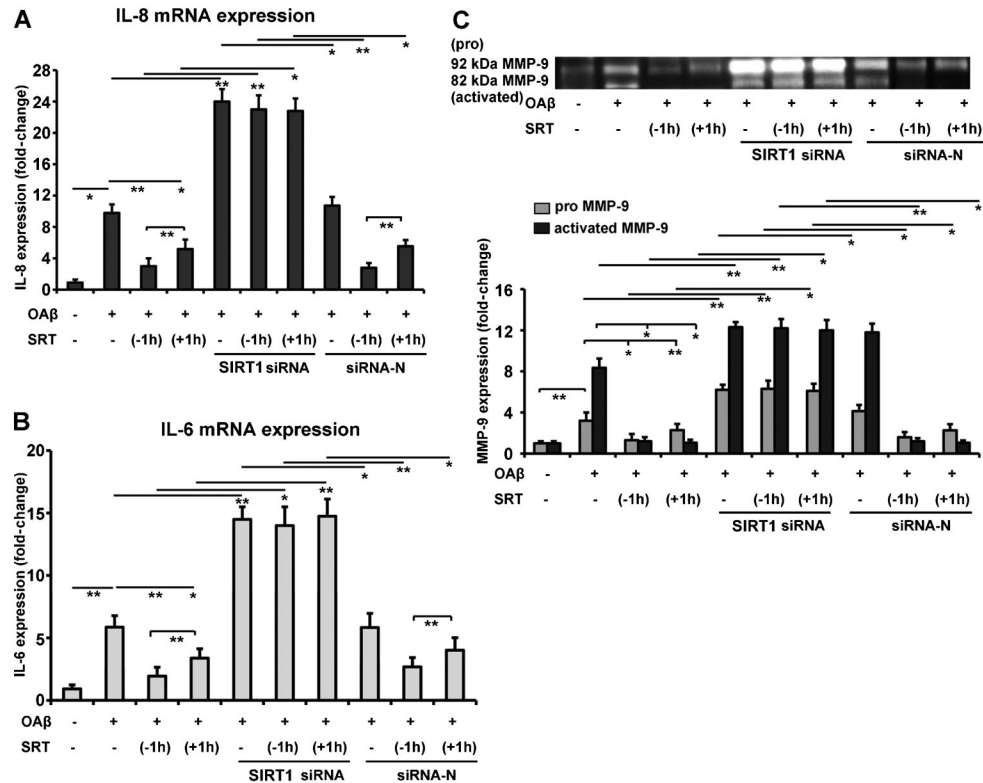 A
IL-8 mRNA expression
IL-8 expression (fold-change)
28
24
20
16
12
8
4
0
* ** *
** ** *
* ** *
** **
OAβ - + + + + + + + + +
SRT - - (-1h) (+1h) - (-1h) (+1h) - (-1h) (+1h)
SIRT1 siRNA siRNA-N
B
IL-6 mRNA expression
IL-6 expression (fold-change)
20
15
10
5
0
* ** *
** * **
** ** *
** **
OAβ - + + + + + + + + +
SRT - - (-1h) (+1h) - (-1h) (+1h) - (-1h) (+1h)
SIRT1 siRNA siRNA-N
C
(pro)
92 kDa MMP-9
82 kDa MMP-9
(activated)
OAβ - + + + + + + + + +
SRT - - (-1h) (+1h) - (-1h) (+1h) - (-1h) (+1h)
SIRT1 siRNA siRNA-N
pro MMP-9
activated MMP-9
MMP-9 expression (fold-change)
16
12
8
4
0
** *
* * *
** ** *
** ** *
* *
* **
**
OAβ - + + + + + + + + +
SRT - - (-1h) (+1h) - (-1h) (+1h) - (-1h) (+1h)
SIRT1 siRNA siRNA-N